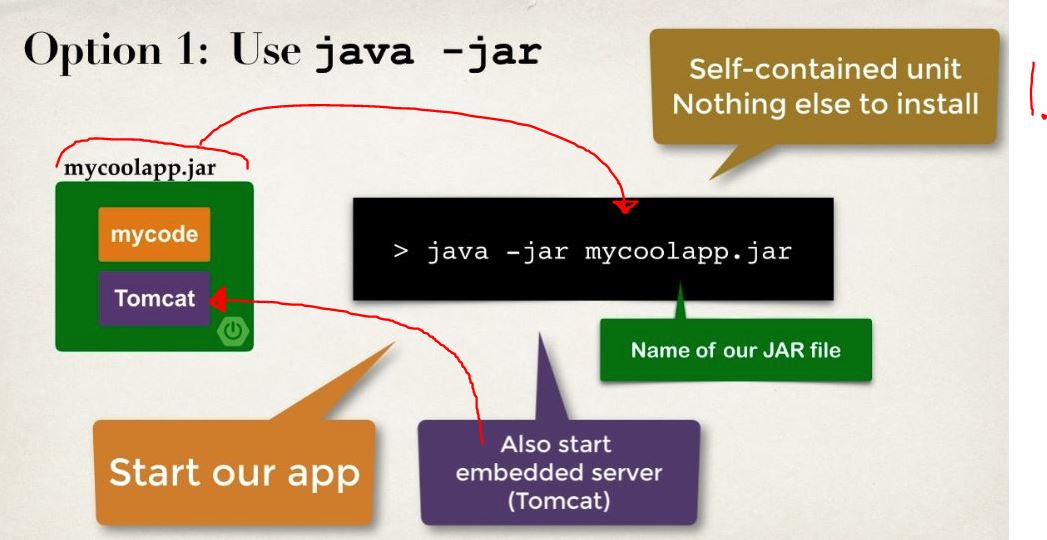 Option 1: Use java -jar
Self-contained unit
Nothing else to install
1.
mycoolapp.jar
mycode
Tomcat
> java -jar mycoolapp.jar
Name of our JAR file
Start our app
Also start
embedded server
(Tomcat)